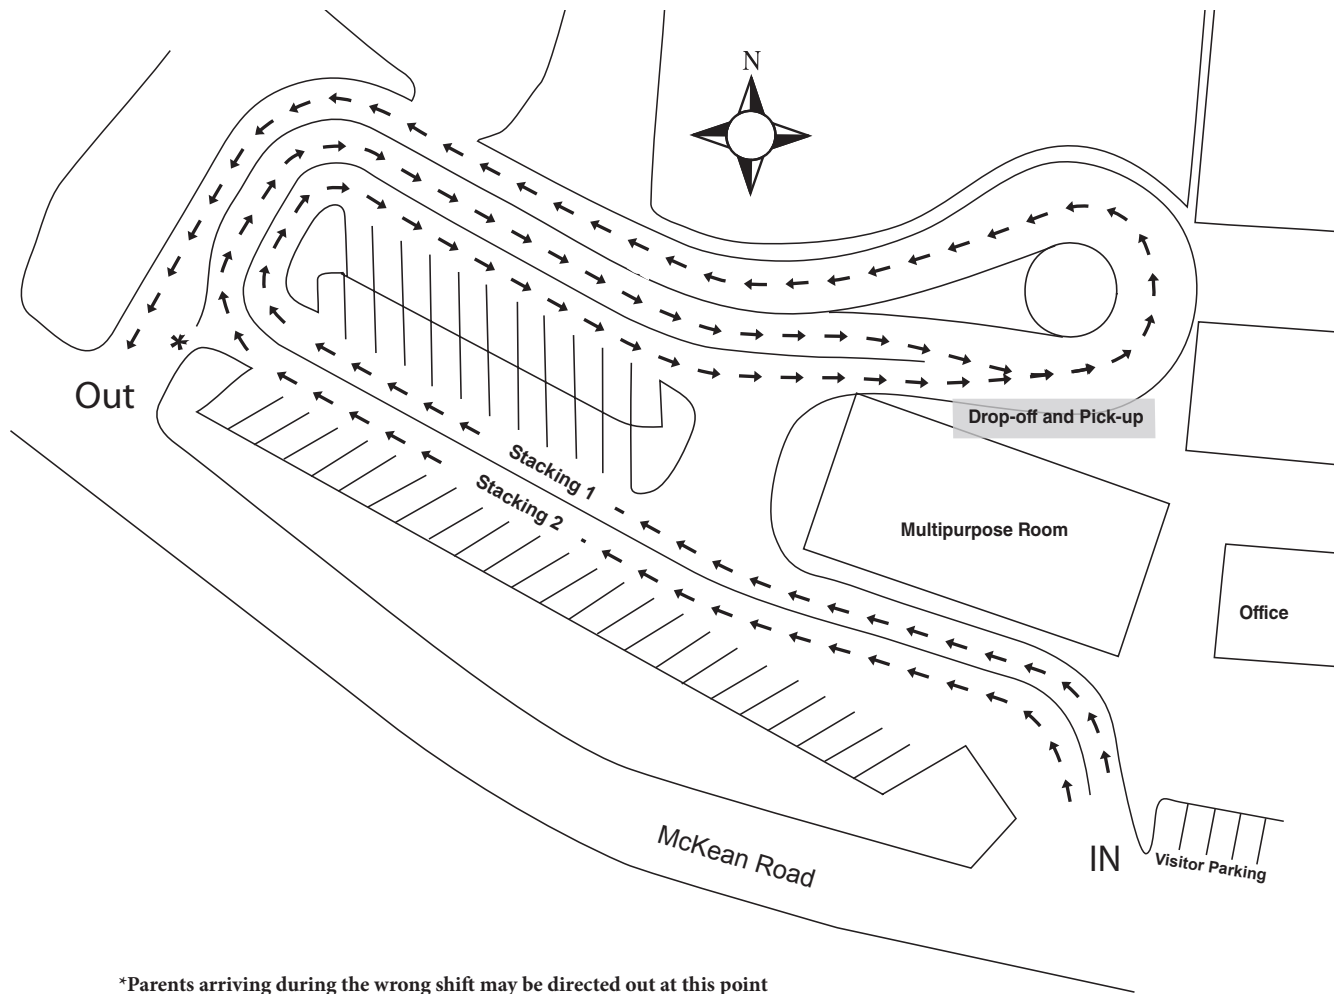 N
*
Out
Drop-off and Pick-up
Stacking 1
Stacking 2
Multipurpose Room
Office
IN
Visitor Parking
McKean Road
*Parents arriving during the wrong shift may be directed out at this point